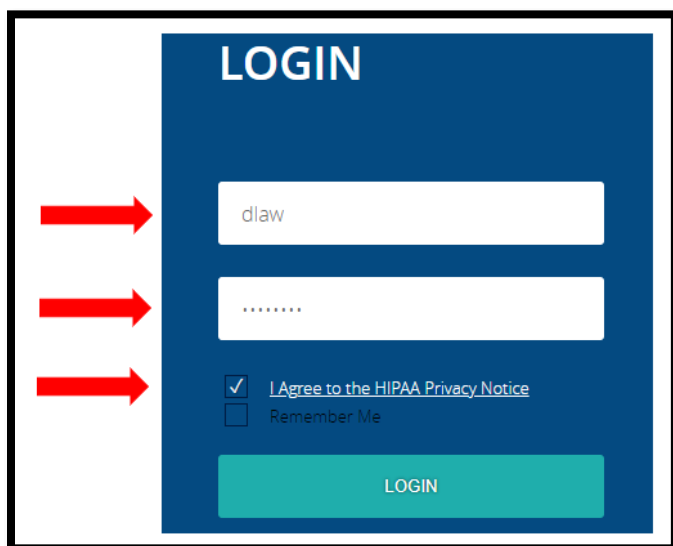 LOGIN
dlaw
········
I Agree to the HIPAA Privacy Notice
Remember Me
LOGIN